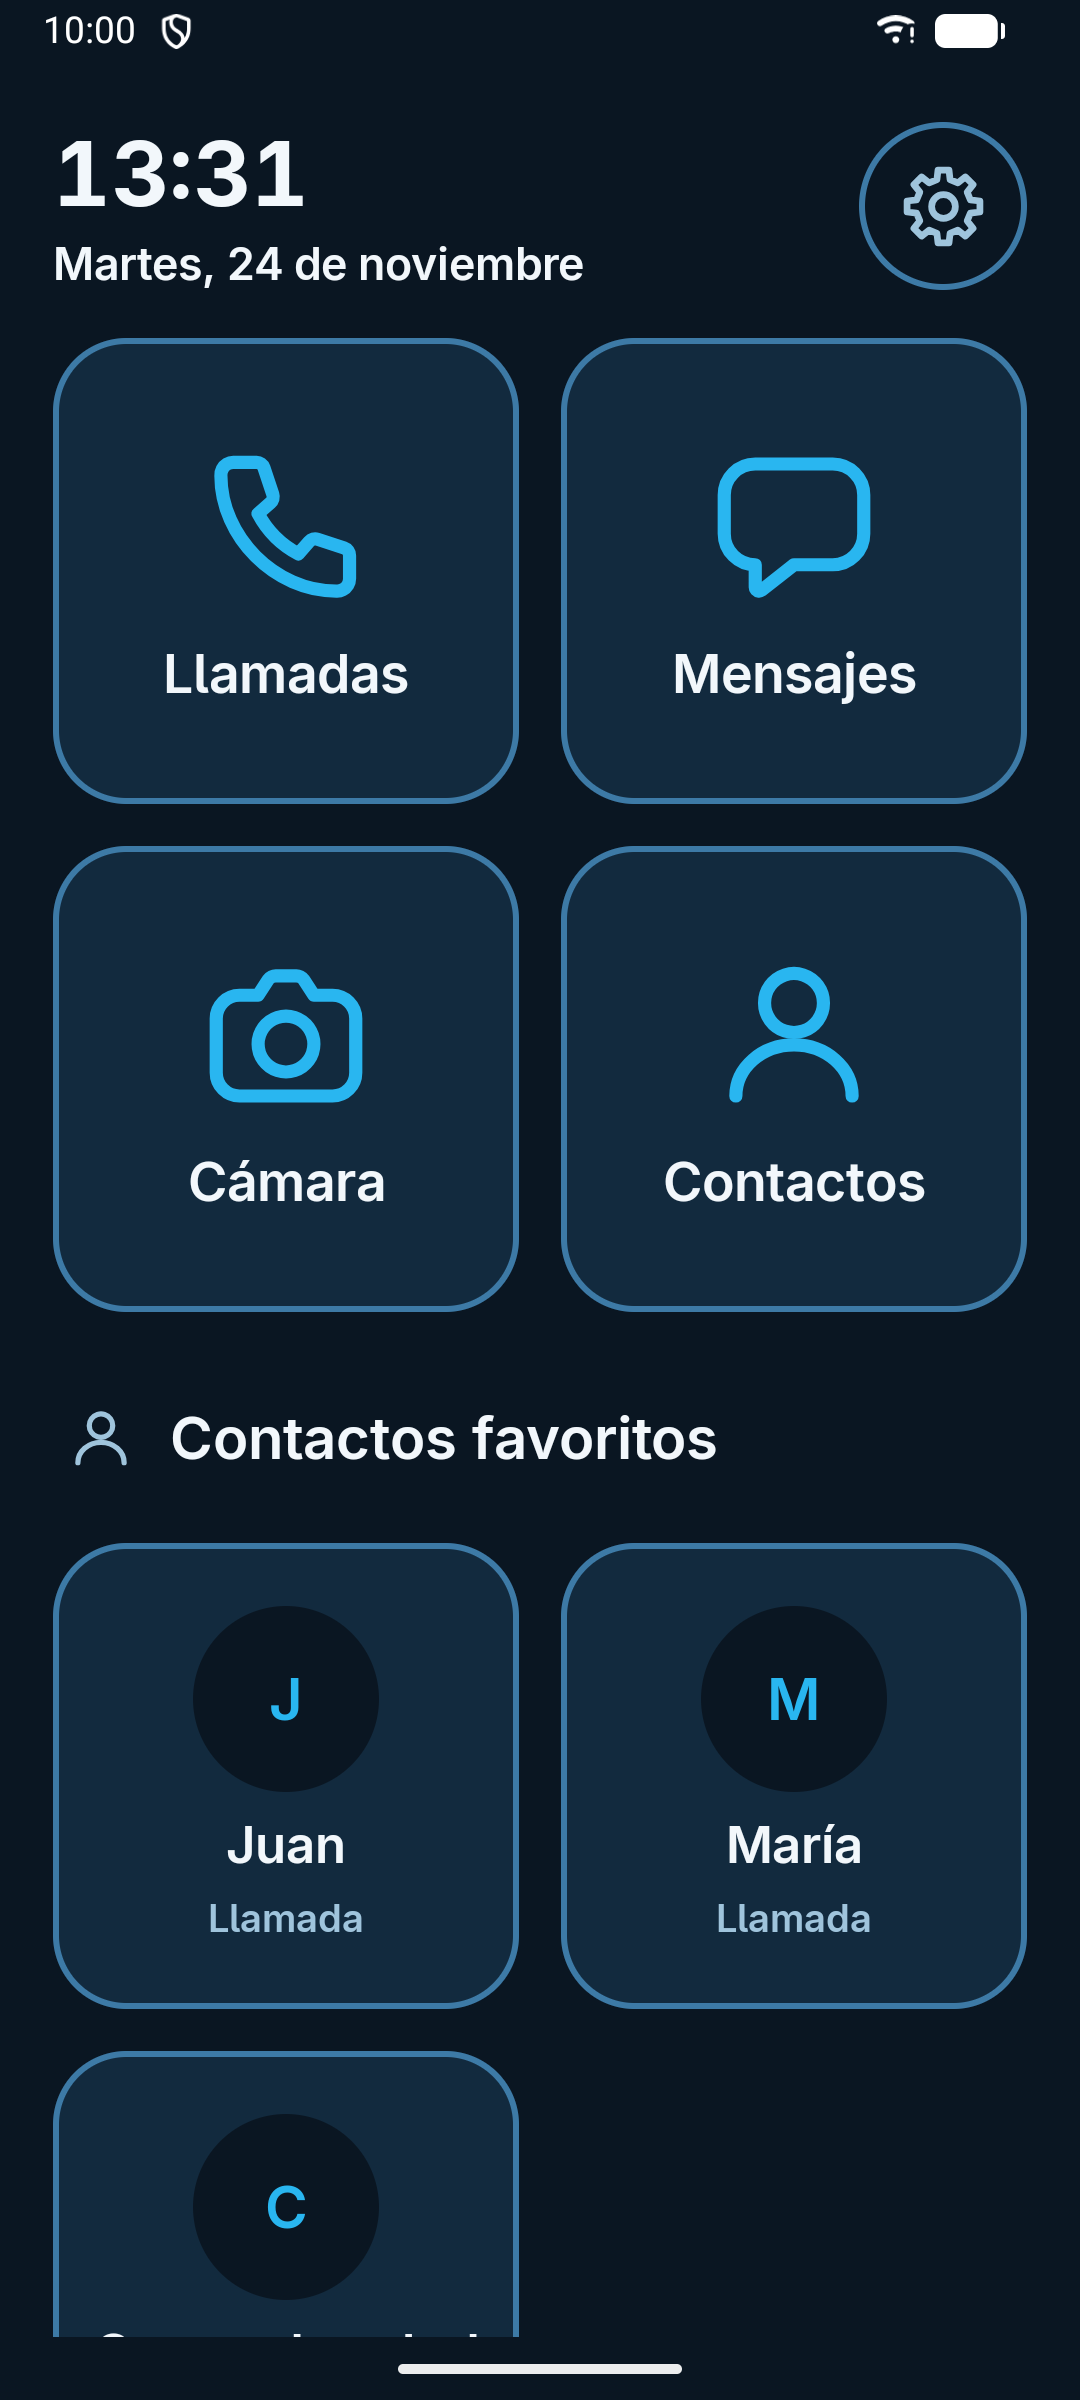 10:00
13:31
Martes, 24 de noviembre
Llamadas
Mensajes
Cámara
Contactos
Contactos favoritos
J
M
Juan
María
Llamada
Llamada
C